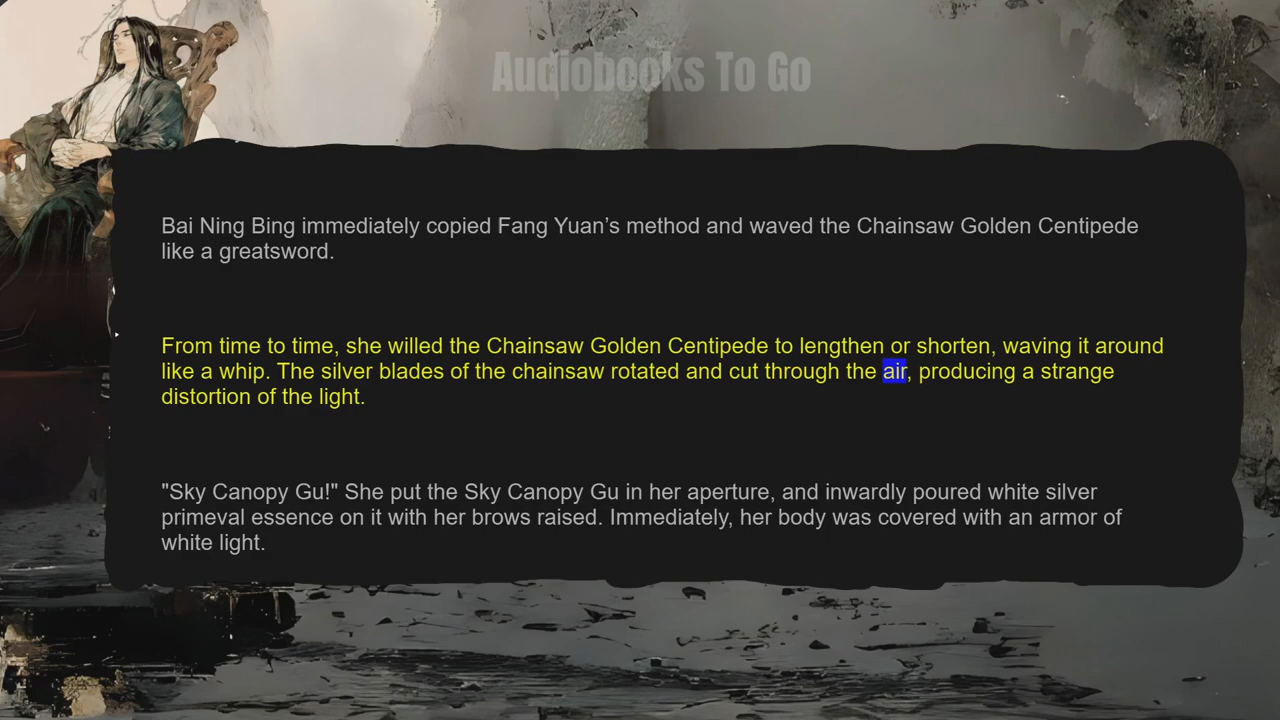 Audiobooks To Go
Bai Ning Bing immediately copied Fang Yuan’s method and waved the Chainsaw Golden Centipede
like a greatsword.
From time to time, she willed the Chainsaw Golden Centipede to lengthen or shorten, waving it around
like a whip. The silver blades of the chainsaw rotated and cut through the air, producing a strange
distortion of the light.
"Sky Canopy Gu!" She put the Sky Canopy Gu in her aperture, and inwardly poured white silver
primeval essence on it with her brows raised. Immediately, her body was covered with an armor of
white light.